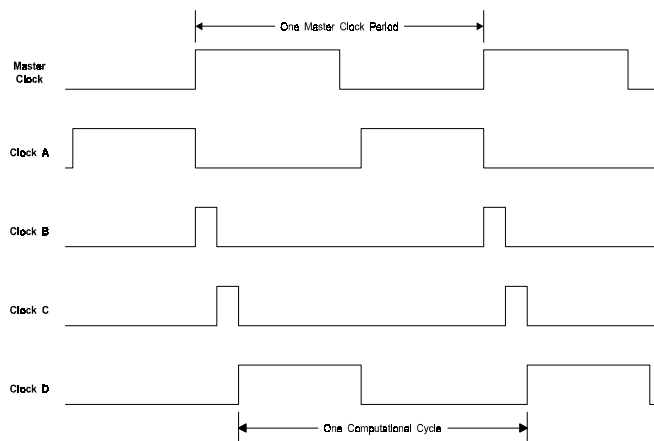 One Master Clock Period
Master
Clock
Clock A
Clock B
Clock C
Clock D
One Computational Cycle